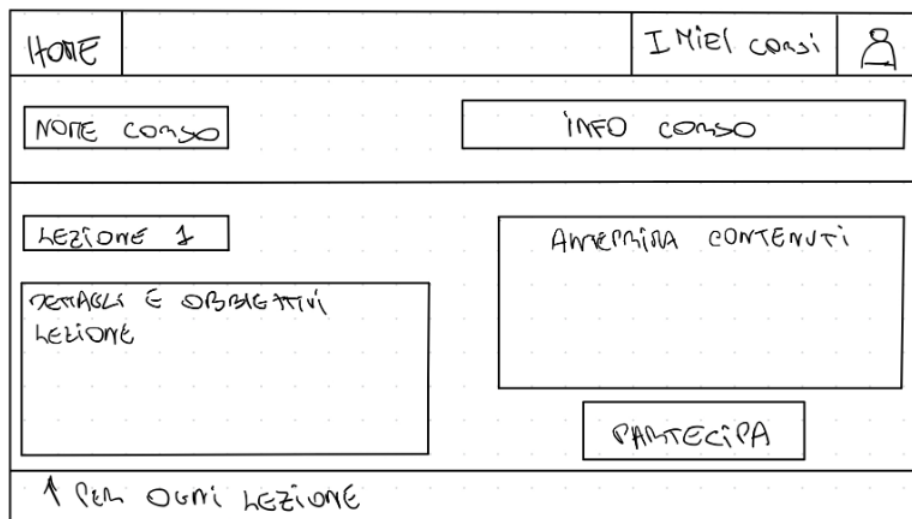 HOME
I MIEI CORSI
NOME CORSO
INFO CORSO
LEZIONE 1
ANTEPRIMA CONTENUTI
DETTAGLI E OBBIETTIVI
LEZIONE
PARTECIPA
↑ PER OGNI LEZIONE